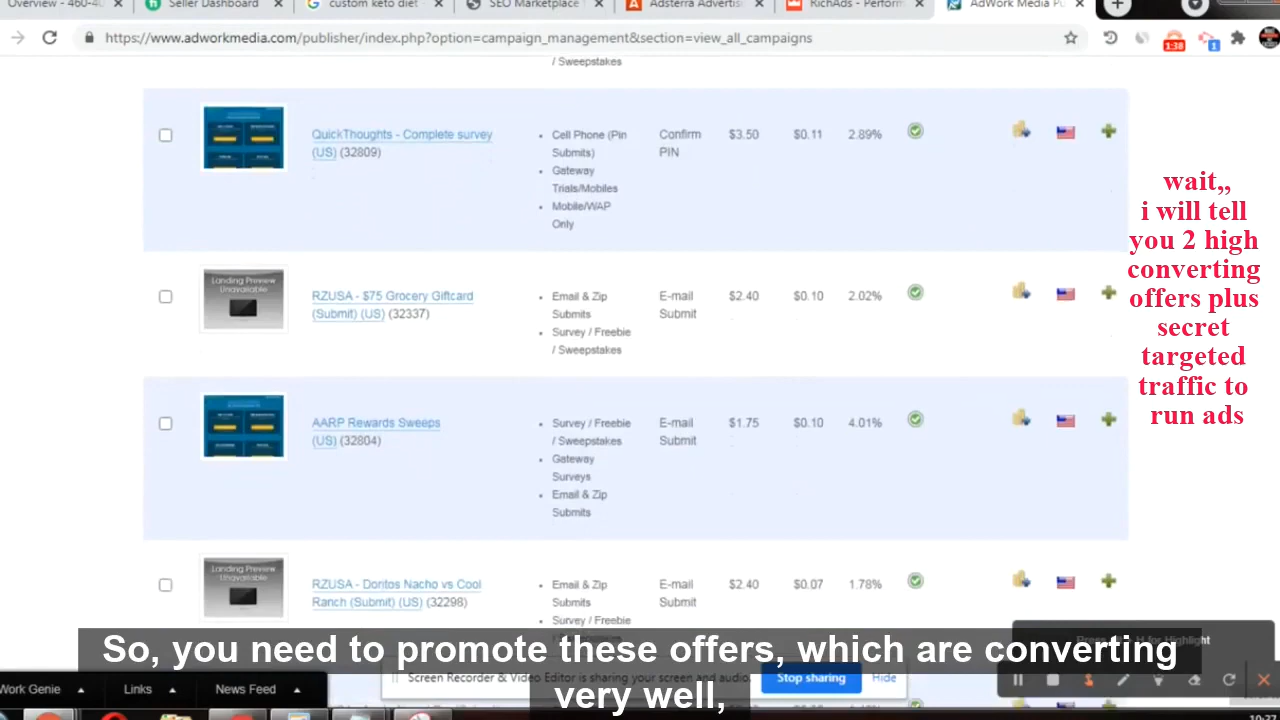 Overview - 460-40
Seller Dashboard
custom keto diet
SEO Marketplace
Adsterra Advertis
RichAds - Perform
AdWork Media Pu
https://www.adworkmedia.com/publisher/index.php?option=campaign_management&section=view_all_campaigns
1:38
1
/ Sweepstakes
QuickThoughts - Complete survey
(US) (32809)
• Cell Phone (Pin
Submits)
• Gateway
Trials/Mobiles
• Mobile/WAP
Only
Confirm
PIN
$3.50
$0.11
2.89%
wait,,
i will tell
you 2 high
converting
offers plus
secret
targeted
traffic to
run ads
Landing Preview
Unavailable
RZUSA - $75 Grocery Giftcard
(Submit) (US) (32337)
• Email & Zip
Submits
• Survey / Freebie
/ Sweepstakes
E-mail
Submit
$2.40
$0.10
2.02%
AARP Rewards Sweeps
(US) (32804)
• Survey / Freebie
/ Sweepstakes
• Gateway
Surveys
• Email & Zip
Submits
E-mail
Submit
$1.75
$0.10
4.01%
Landing Preview
Unavailable
RZUSA - Doritos Nacho vs Cool
Ranch (Submit) (US) (32298)
• Email & Zip
Submits
• Survey / Freebie
E-mail
Submit
$2.40
$0.07
1.78%
for Highlight
So, you need to promote these offers, which are converting
very well,
Screen Recorder & Video Editor is sharing your screen and audio.
Stop sharing
Hide
Work Genie
Links
News Feed